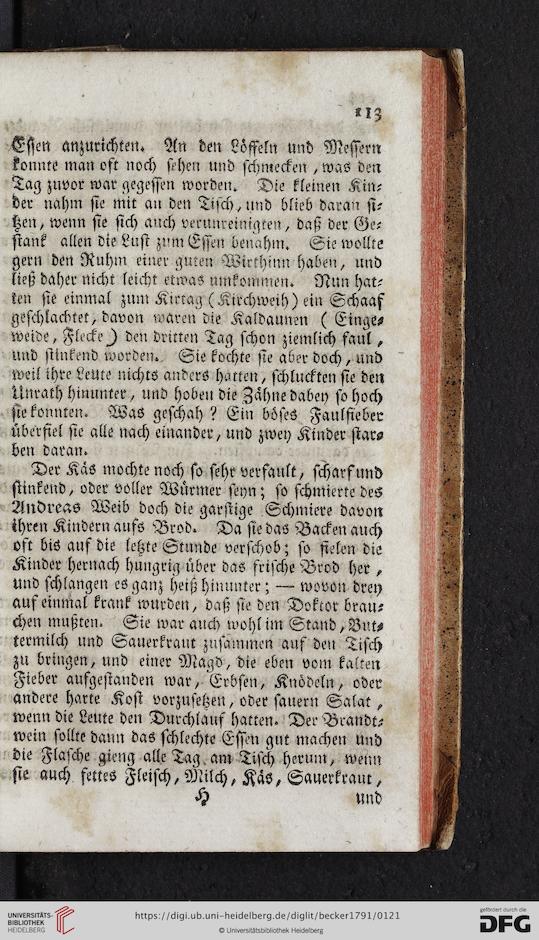 113
Essen anzurichten. An den Löffeln und Messern
konnte man oft noch sehen und schmecken, was den
Tag zuvor war gegessen worden. Die kleinen Kin-
der nahm sie mit an den Tisch, und blieb daran si-
tzen, wenn sie sich auch verunreinigten, daß der Ge-
stank allen die Lust zum Essen benahm. Sie wollte
gern den Ruhm einer guten Wirthinn haben, und
ließ daher nicht leicht etwas umkommen. Nun hat-
ten sie einmal zum Kirtag (Kirchweih) ein Schaaf
geschlachtet, davon waren die Kaldaunen (Einge-
weide, Flecke) den dritten Tag schon ziemlich faul,
und stinkend worden. Sie kochte sie aber doch, und
weil ihre Leute nichts anders hatten, schluckten sie den
Unrath hinunter, und hoben die Zähne dabey so hoch
sie konnten. Was geschah? Ein böses Faulfieber
überfiel sie alle nach einander, und zwey Kinder star-
ben daran.
Der Käs mochte noch so sehr verfault, scharf und
stinkend, oder voller Würmer seyn; so schmierte des
Andreas Weib doch die garstige Schmiere davon
ihren Kindern aufs Brod. Da sie das Backen auch
oft bis auf die letzte Stunde verschob; so fielen die
Kinder hernach hungrig über das frische Brod her,
und schlangen es ganz heiß hinunter; — wovon drey
auf einmal krank wurden, daß sie den Doktor brau-
chen mußten. Sie war auch wohl im Stand, But-
termilch und Sauerkraut zusammen auf den Tisch
zu bringen, und einer Magd, die eben vom kalten
Fieber aufgestanden war, Erbsen, Knödeln, oder
andere harte Kost vorzusetzen, oder sauern Salat,
wenn die Leute den Durchlauf hatten. Der Brandt-
wein sollte dann das schlechte Essen gut machen und
die Flasche gieng alle Tag am Tisch herum, wenn
sie auch fettes Fleisch, Milch, Käs, Sauerkraut,
H und
UNIVERSITÄTS-
BIBLIOTHEK
HEIDELBERG
https://digi.ub.uni-heidelberg.de/diglit/becker1791/0121
© Universitätsbibliothek Heidelberg
gefördert durch die
DFG